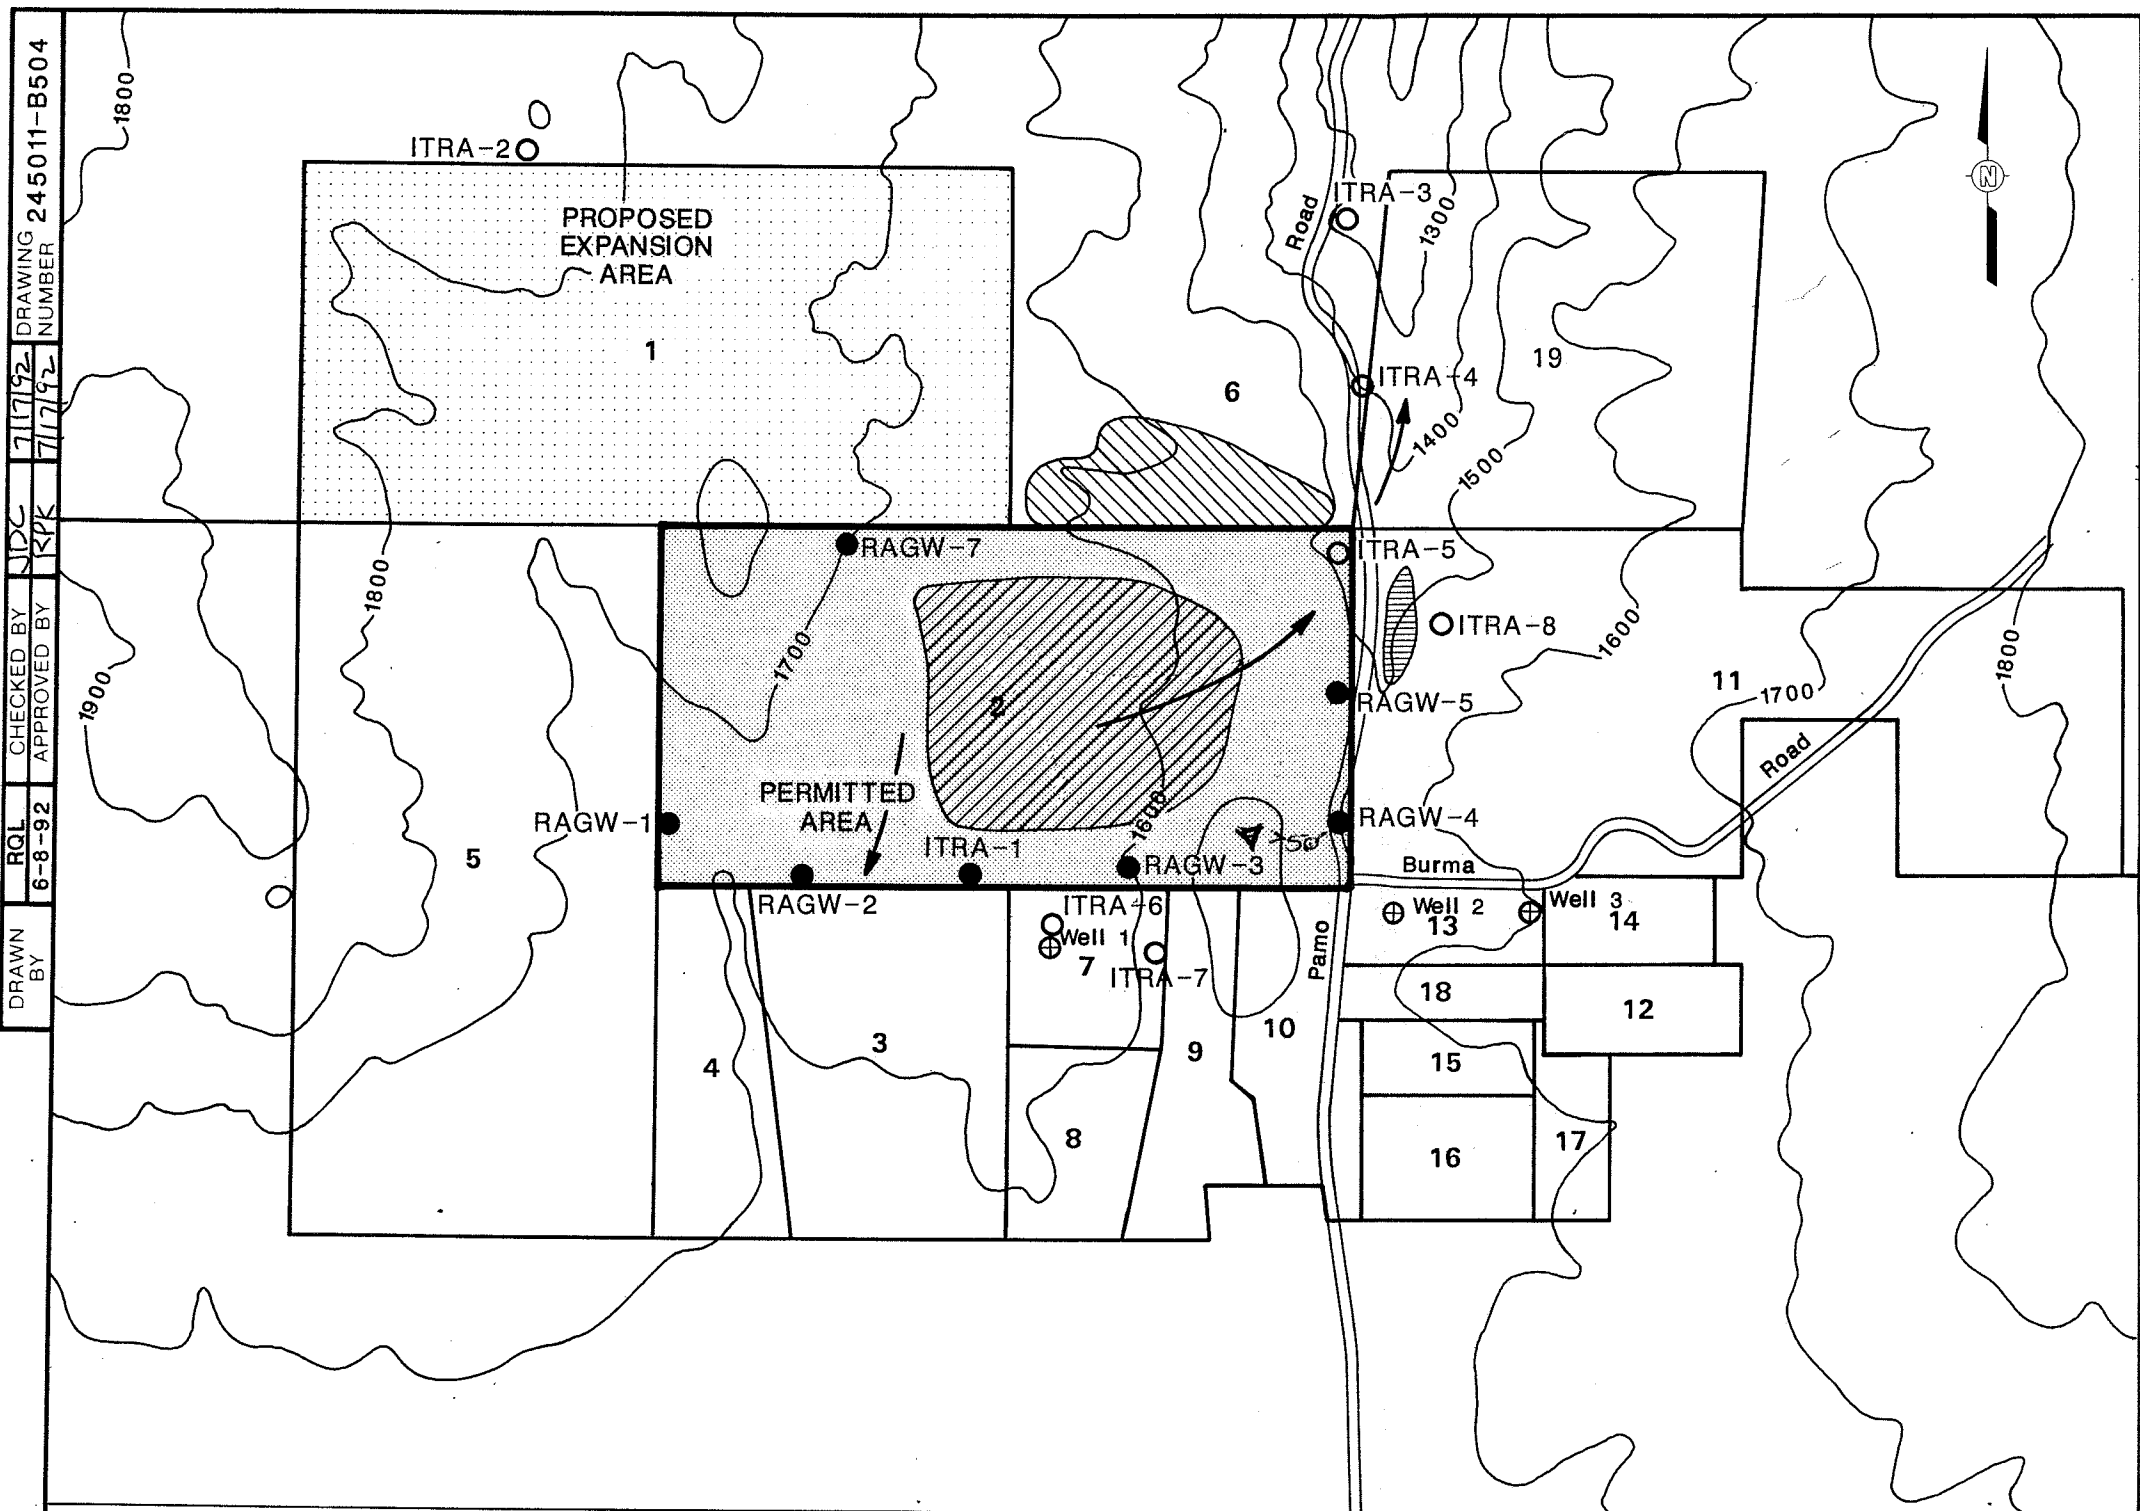 DRAWING 245011-B504
NUMBER
CHECKED BY JDC 7/17/92
APPROVED BY RPK 7/17/92
DRAWN RQL
BY 6-8-92
1800
ITRA-2
PROPOSED
EXPANSION
AREA
1
Road
ITRA-3
1300
N
6
ITRA-4
19
1400
1500
1800
RAGW-7
ITRA-5
ITRA-8
1600
1700
1900
2
RAGW-5
11
1700
1800
Road
PERMITTED
AREA
1600
RAGW-1
RAGW-4
ITRA-1
50'
5
RAGW-3
Burma
RAGW-2
ITRA-6
Well 1
7
ITRA-7
Pamo
Well 2
13
Well 3
14
18
12
3
4
9
10
15
8
16
17